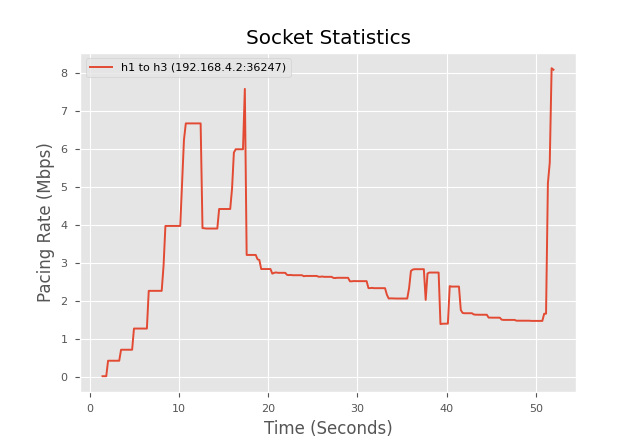 Socket Statistics
h1 to h3 (192.168.4.2:36247)
Pacing Rate (Mbps)
8
7
6
5
4
3
2
1
0
0 10 20 30 40 50
Time (Seconds)